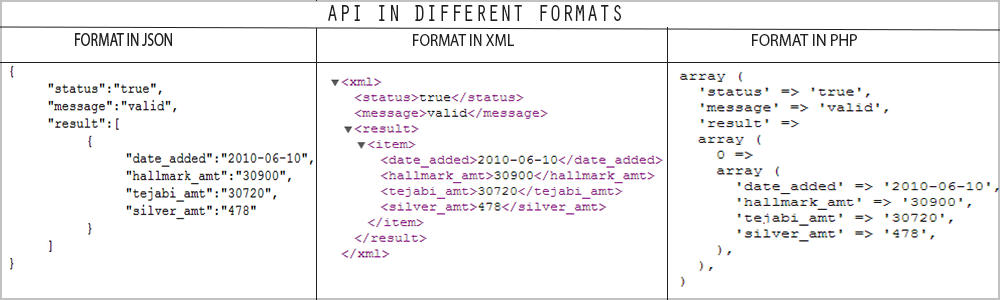 API IN DIFFERENT FORMATS
FORMAT IN JSON
{
"status":"true",
"message":"valid",
"result":[
{
"date_added":"2010-06-10",
"hallmark_amt":"30900",
"tejabi_amt":"30720",
"silver_amt":"478"
}
]
}
FORMAT IN XML
▼<xml>
<status>true</status>
<message>valid</message>
▼<result>
▼<item>
<date_added>2010-06-10</date_added>
<hallmark_amt>30900</hallmark_amt>
<tejabi_amt>30720</tejabi_amt>
<silver_amt>478</silver_amt>
</item>
</result>
</xml>
FORMAT IN PHP
array (
'status' => 'true',
'message' => 'valid',
'result' =>
array (
0 =>
array (
'date_added' => '2010-06-10',
'hallmark_amt' => '30900',
'tejabi_amt' => '30720',
'silver_amt' => '478',
),
),
)